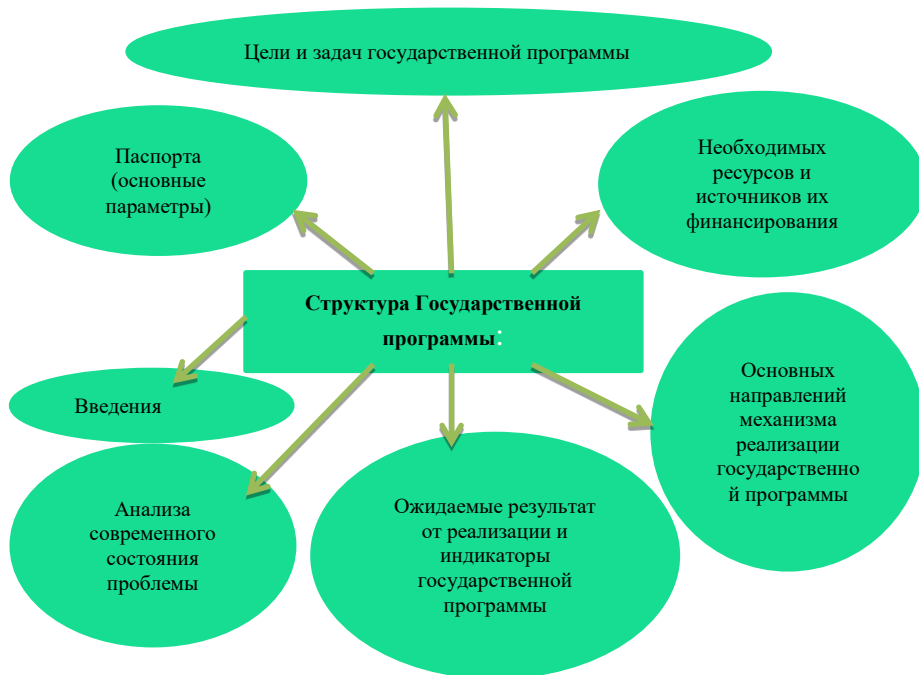 Цели и задач государственной программы
Паспорта
(основные
параметры)
Необходимых
ресурсов и
источников их
финансирования
Структура Государственной
программы:
Введения
Основных
направлений
механизма
реализации
государственно
й программы
Анализа
современного
состояния
проблемы
Ожидаемые результат
от реализации и
индикаторы
государственной
программы